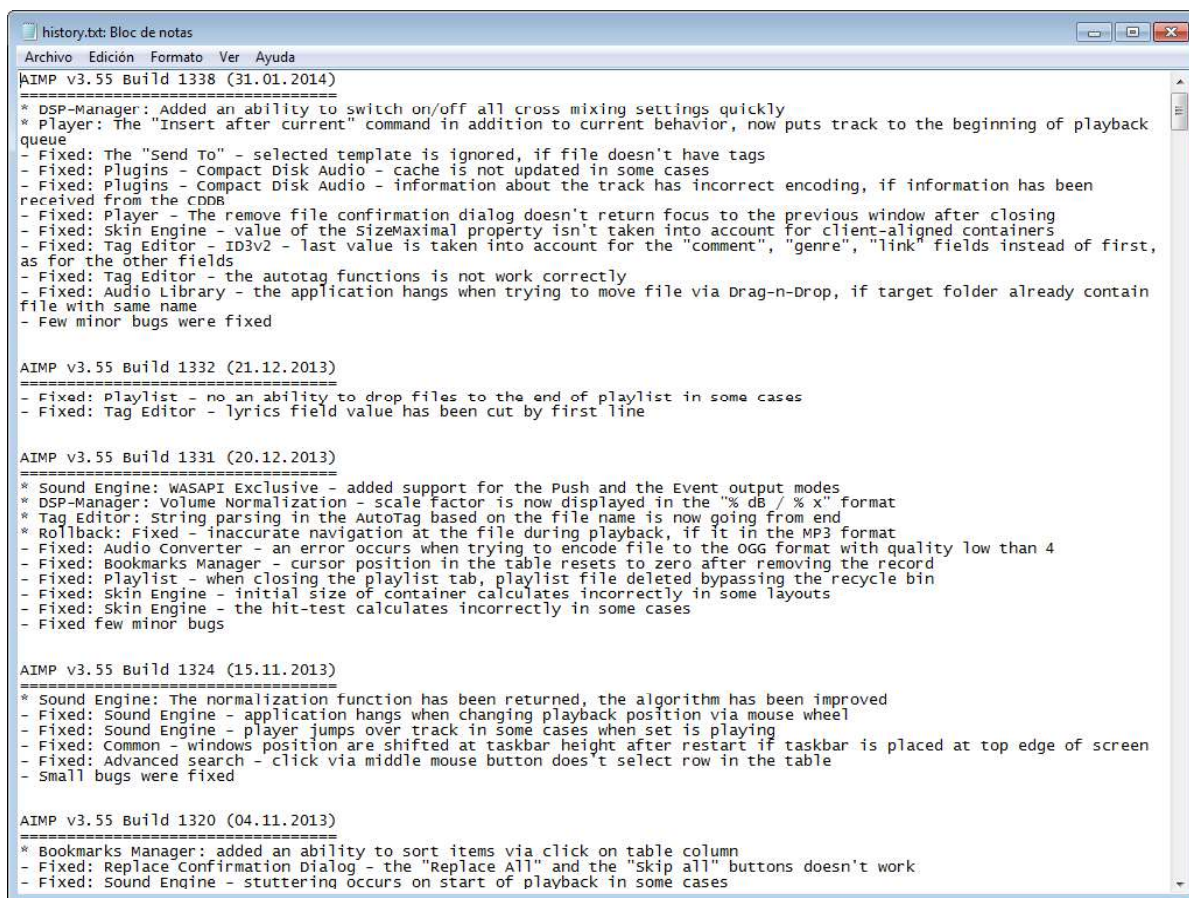 history.txt: Bloc de notas
Archivo Edición Formato Ver Ayuda
AIMP v3.55 Build 1338 (31.01.2014)
==================================
* DSP-Manager: Added an ability to switch on/off all cross mixing settings quickly
* Player: The "Insert after current" command in addition to current behavior, now puts track to the beginning of playback
queue
- Fixed: The "Send To" - selected template is ignored, if file doesn't have tags
- Fixed: Plugins - Compact Disk Audio - cache is not updated in some cases
- Fixed: Plugins - Compact Disk Audio - information about the track has incorrect encoding, if information has been
received from the CDDB
- Fixed: Player - The remove file confirmation dialog doesn't return focus to the previous window after closing
- Fixed: Skin Engine - value of the SizeMaximal property isn't taken into account for client-aligned containers
- Fixed: Tag Editor - ID3v2 - last value is taken into account for the "comment", "genre", "link" fields instead of first,
as for the other fields
- Fixed: Tag Editor - the autotag functions is not work correctly
- Fixed: Audio Library - the application hangs when trying to move file via Drag-n-Drop, if target folder already contain
file with same name
- Few minor bugs were fixed
AIMP v3.55 Build 1332 (21.12.2013)
==================================
- Fixed: Playlist - no an ability to drop files to the end of playlist in some cases
- Fixed: Tag Editor - lyrics field value has been cut by first line
AIMP v3.55 Build 1331 (20.12.2013)
==================================
* Sound Engine: WASAPI Exclusive - added support for the Push and the Event output modes
* DSP-Manager: Volume Normalization - scale factor is now displayed in the "% dB / % x" format
* Tag Editor: String parsing in the AutoTag based on the file name is now going from end
* Rollback: Fixed - inaccurate navigation at the file during playback, if it in the MP3 format
- Fixed: Audio Converter - an error occurs when trying to encode file to the OGG format with quality low than 4
- Fixed: Bookmarks Manager - cursor position in the table resets to zero after removing the record
- Fixed: Playlist - when closing the playlist tab, playlist file deleted bypassing the recycle bin
- Fixed: Skin Engine - initial size of container calculates incorrectly in some layouts
- Fixed: Skin Engine - the hit-test calculates incorrectly in some cases
- Fixed few minor bugs
AIMP v3.55 Build 1324 (15.11.2013)
==================================
* Sound Engine: The normalization function has been returned, the algorithm has been improved
- Fixed: Sound Engine - application hangs when changing playback position via mouse wheel
- Fixed: Sound Engine - player jumps over track in some cases when set is playing
- Fixed: Common - windows position are shifted at taskbar height after restart if taskbar is placed at top edge of screen
- Fixed: Advanced search - click via middle mouse button does't select row in the table
- Small bugs were fixed
AIMP v3.55 Build 1320 (04.11.2013)
==================================
* Bookmarks Manager: added an ability to sort items via click on table column
- Fixed: Replace Confirmation Dialog - the "Replace All" and the "Skip all" buttons doesn't work
- Fixed: Sound Engine - stuttering occurs on start of playback in some cases